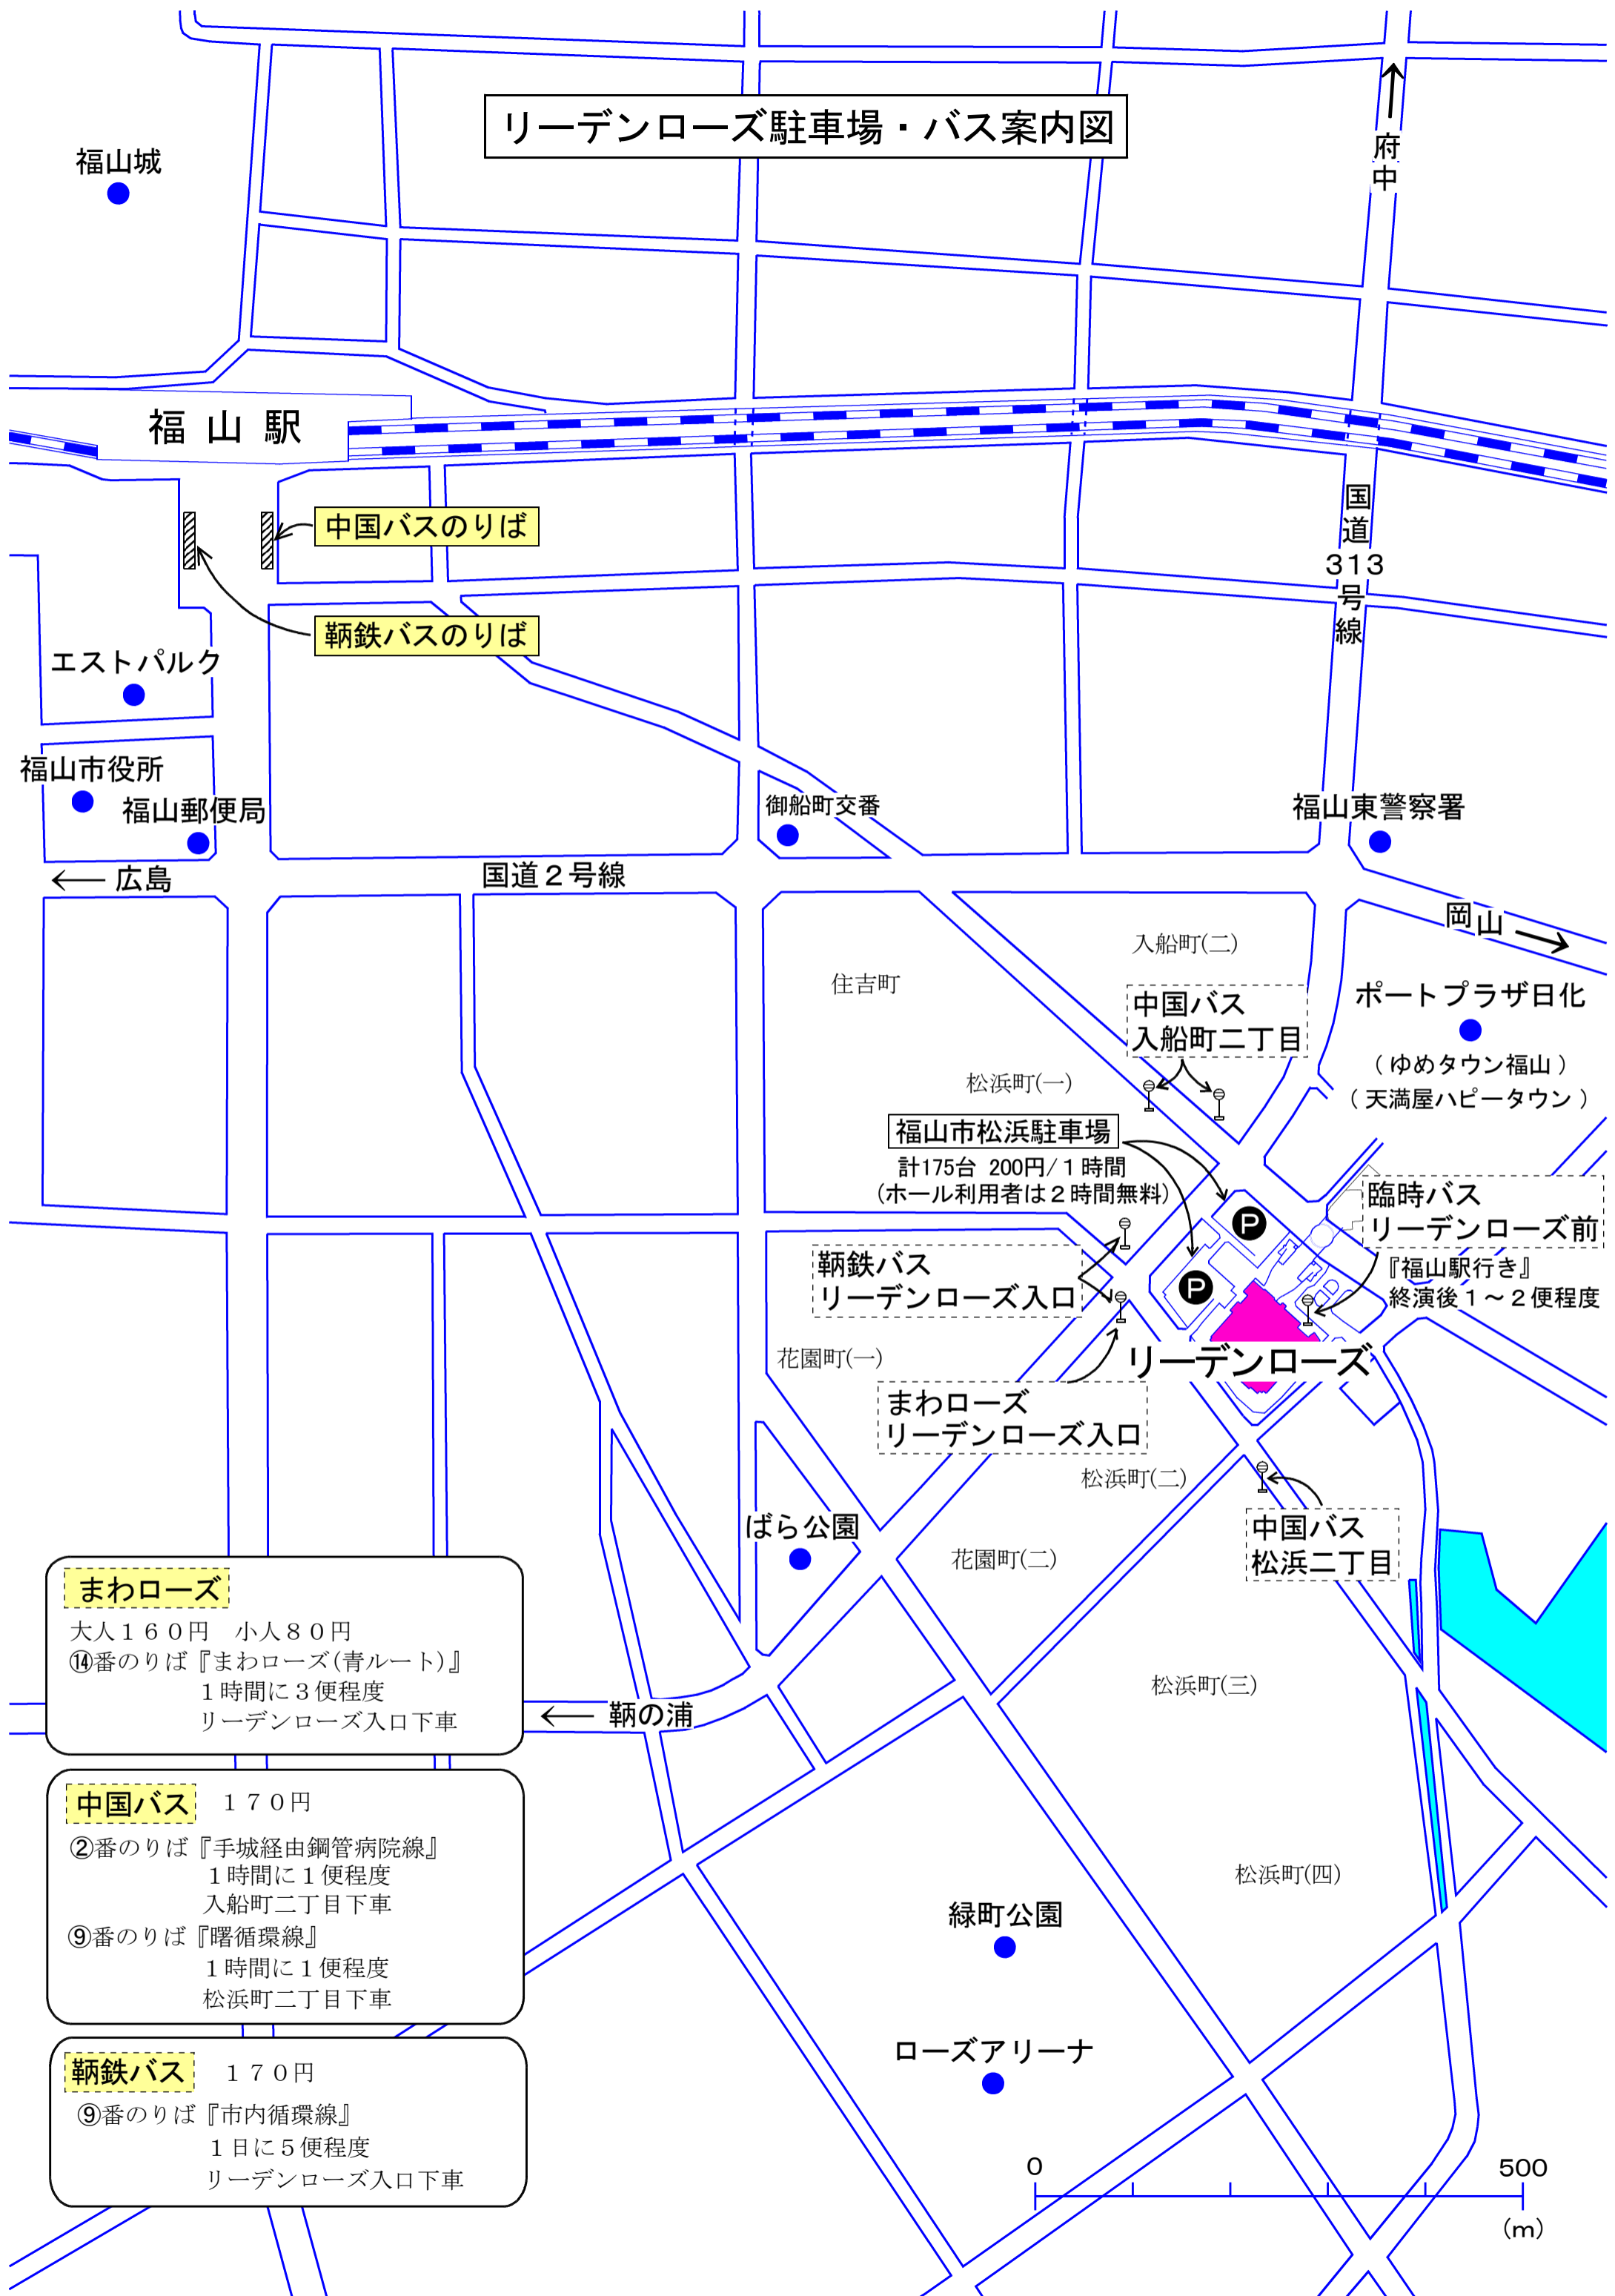 リーデンローズ駐車場・バス案内図
府中
福山城
福山駅
中国バスのりば
国道313号線
鞆鉄バスのりば
エストパルク
福山市役所
福山郵便局
御船町交番
福山東警察署
← 広島
国道2号線
岡山 →
入船町(二)
住吉町
中国バス
入船町二丁目
ポートプラザ日化
(ゆめタウン福山)
(天満屋ハピータウン)
松浜町(一)
福山市松浜駐車場
計175台 200円/1時間
(ホール利用者は2時間無料)
臨時バス
リーデンローズ前
『福山駅行き』
終演後1~2便程度
P
P
鞆鉄バス
リーデンローズ入口
リーデンローズ
花園町(一)
まわローズ
リーデンローズ入口
松浜町(二)
中国バス
松浜二丁目
ばら公園
花園町(二)
まわローズ
大人160円 小人80円
⑭番のりば『まわローズ(青ルート)』
1時間に3便程度
リーデンローズ入口下車
松浜町(三)
← 鞆の浦
中国バス 170円
②番のりば『手城経由鋼管病院線』
1時間に1便程度
入船町二丁目下車
⑨番のりば『曙循環線』
1時間に1便程度
松浜町二丁目下車
松浜町(四)
緑町公園
ローズアリーナ
鞆鉄バス 170円
⑨番のりば『市内循環線』
1日に5便程度
リーデンローズ入口下車
0 500
(m)